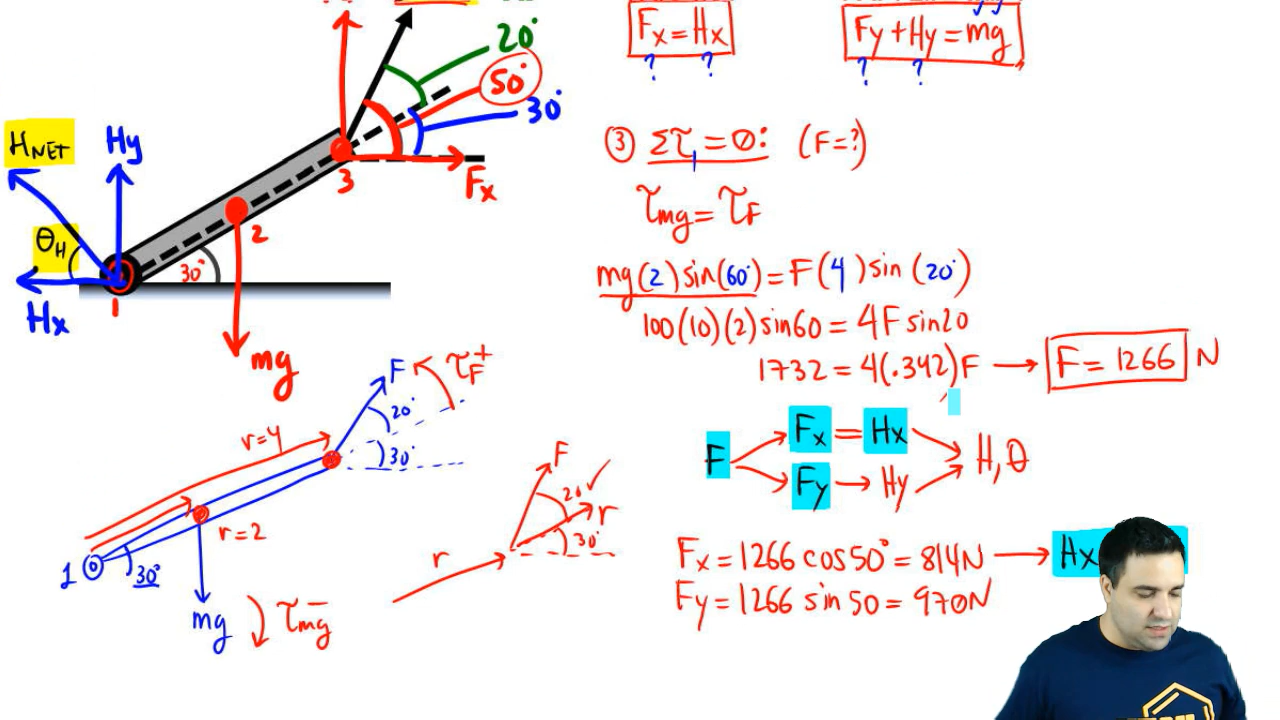 20°
50°
30°
Fx = Hx
? ?
Fy + Hy = mg
? ?
HNET
Hy
θH
Hx
1
30°
2
mg
3
Fx
③ Στ1 = 0: (F=?)
τmg = τF
mg(2) sin(60°) = F(4) sin(20°)
100(10)(2) sin60 = 4F sin20
1732 = 4(.342)F → F = 1266 N
F
Fx = Hx
Fy → Hy
H, θ
Fx = 1266 cos 50° = 814N → Hx
Fy = 1266 sin 50 = 970N
F
τF +
20°
30°
r=4
r=2
1
30°
mg
τmg −
F
20 ✓
r
30°
r